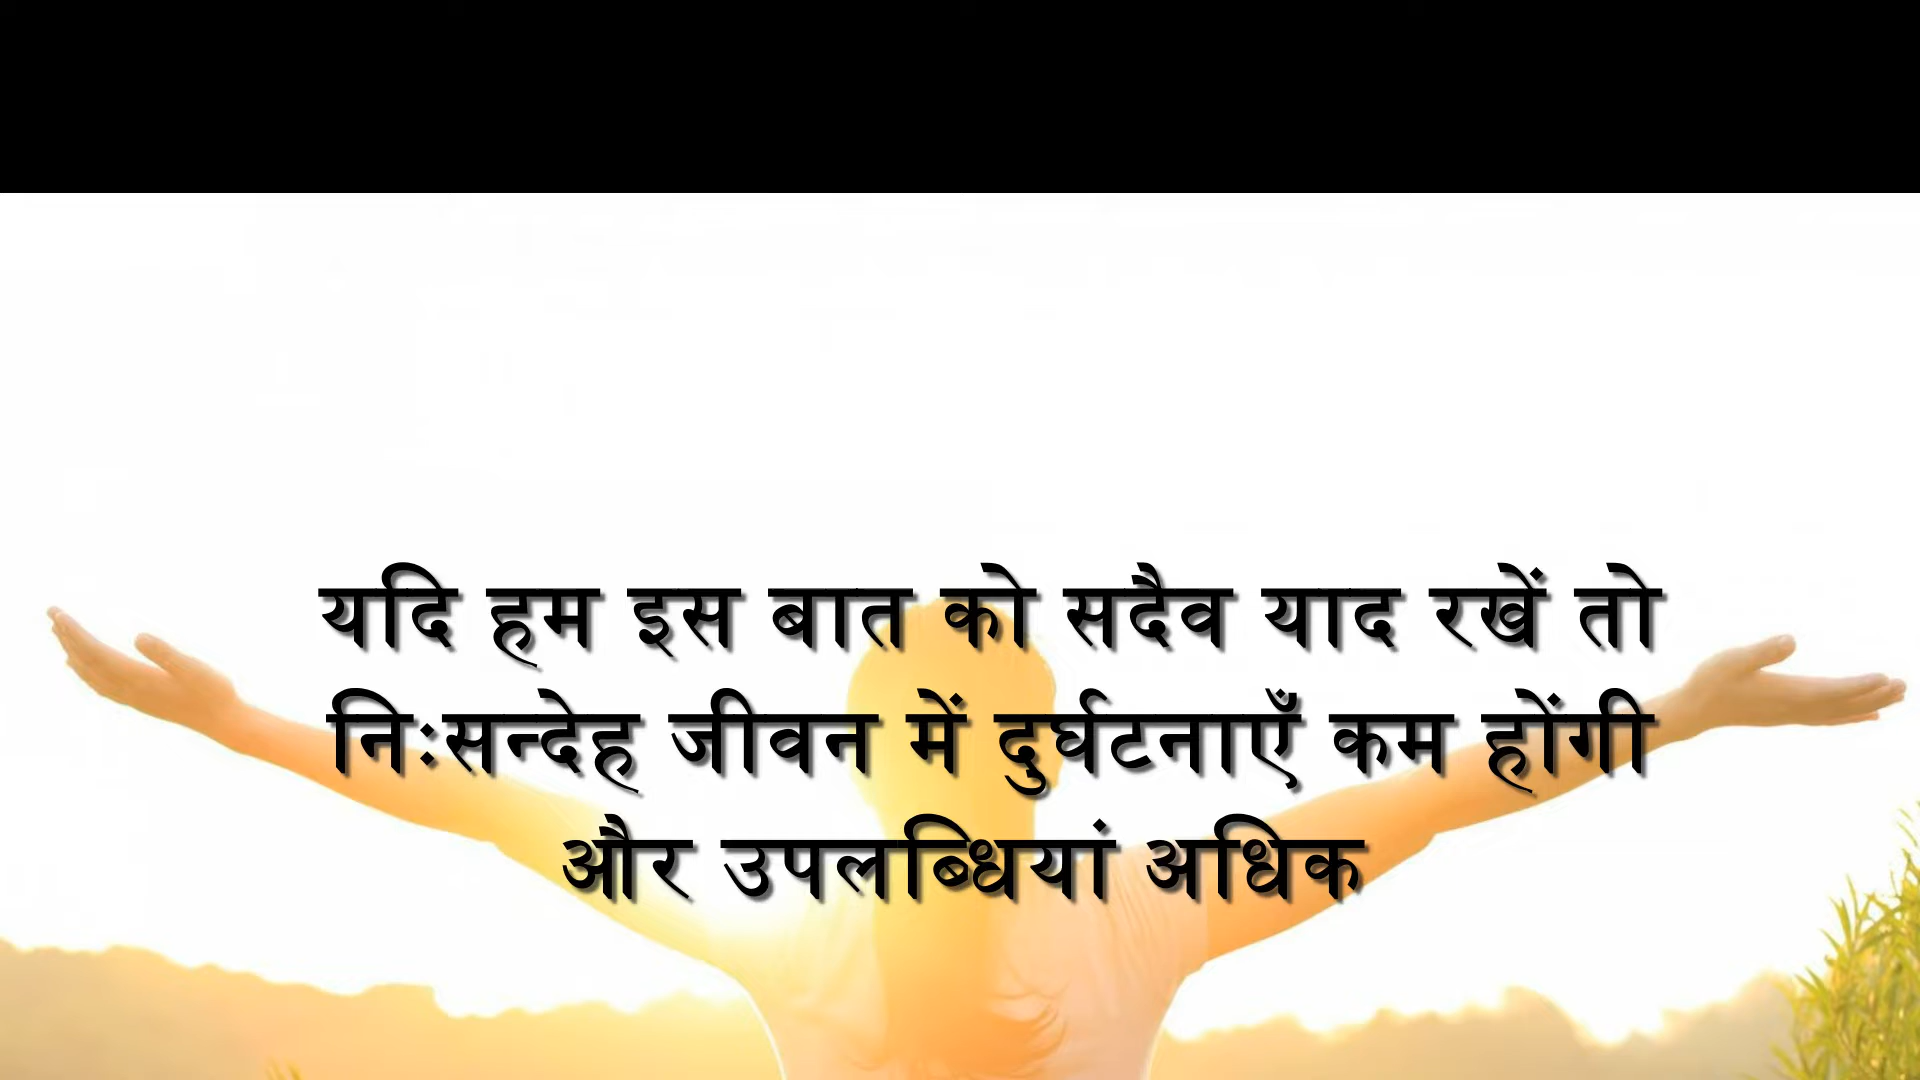 यदि हम इस बात को सदैव याद रखें तो
निःसन्देह जीवन में दुर्घटनाएँ कम होंगी
और उपलब्धियां अधिक